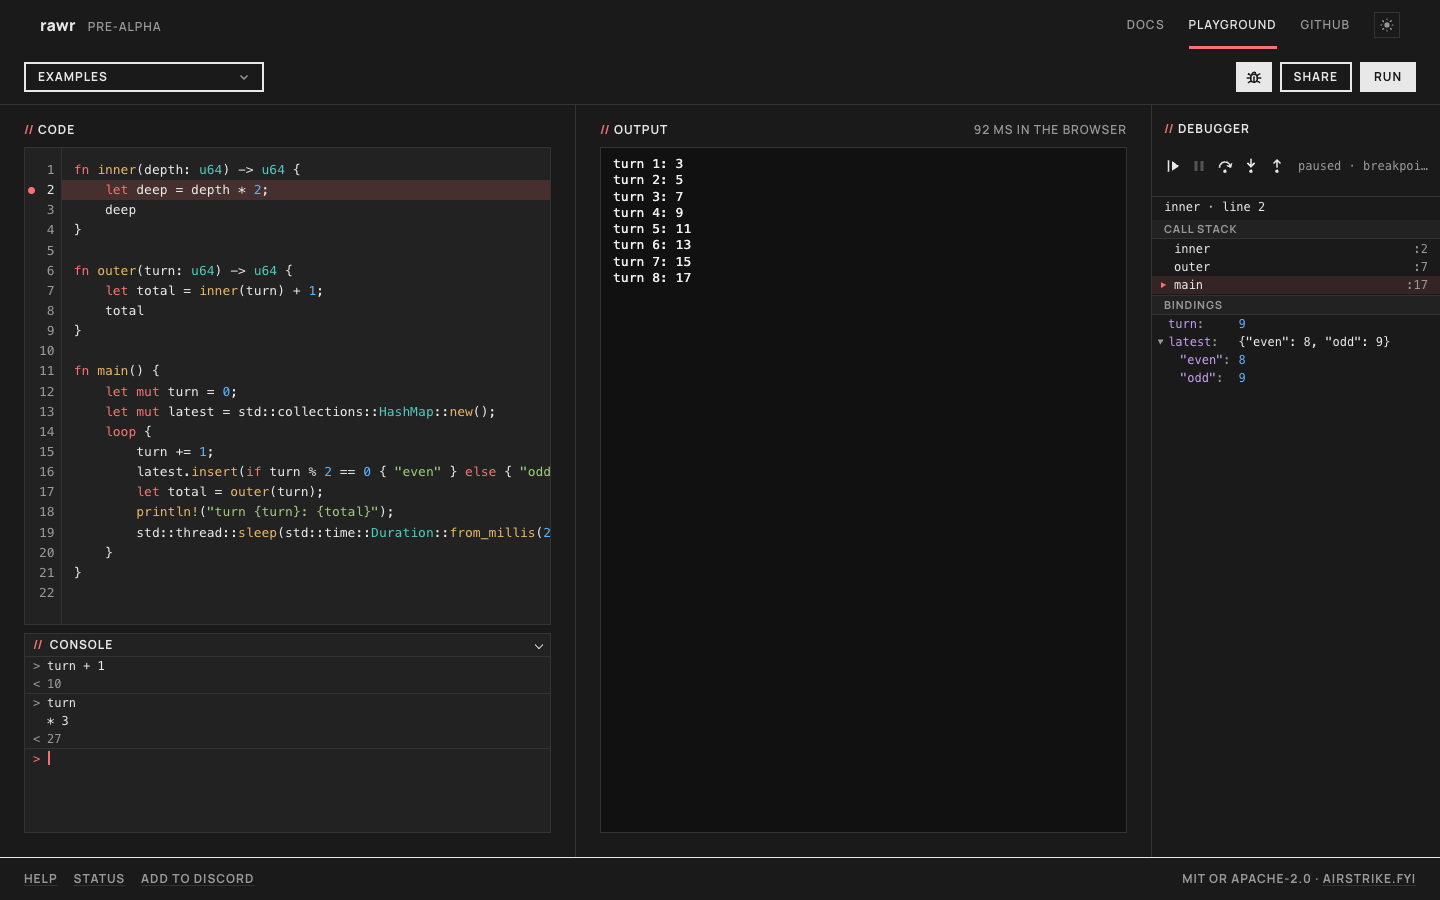 rawr PRE-ALPHA
DOCS PLAYGROUND GITHUB
EXAMPLES
SHARE RUN
// CODE
1 fn inner(depth: u64) -> u64 {
2 let deep = depth * 2;
3 deep
4 }
5
6 fn outer(turn: u64) -> u64 {
7 let total = inner(turn) + 1;
8 total
9 }
10
11 fn main() {
12 let mut turn = 0;
13 let mut latest = std::collections::HashMap::new();
14 loop {
15 turn += 1;
16 latest.insert(if turn % 2 == 0 { "even" } else { "odd
17 let total = outer(turn);
18 println!("turn {turn}: {total}");
19 std::thread::sleep(std::time::Duration::from_millis(2
20 }
21 }
22
// CONSOLE
> turn + 1
< 10
> turn
* 3
< 27
>
// OUTPUT 92 MS IN THE BROWSER
turn 1: 3
turn 2: 5
turn 3: 7
turn 4: 9
turn 5: 11
turn 6: 13
turn 7: 15
turn 8: 17
// DEBUGGER
paused · breakpoi…
inner · line 2
CALL STACK
inner :2
outer :7
main :17
BINDINGS
turn: 9
latest: {"even": 8, "odd": 9}
"even": 8
"odd": 9
HELP STATUS ADD TO DISCORD
MIT OR APACHE-2.0 · AIRSTRIKE.FYI